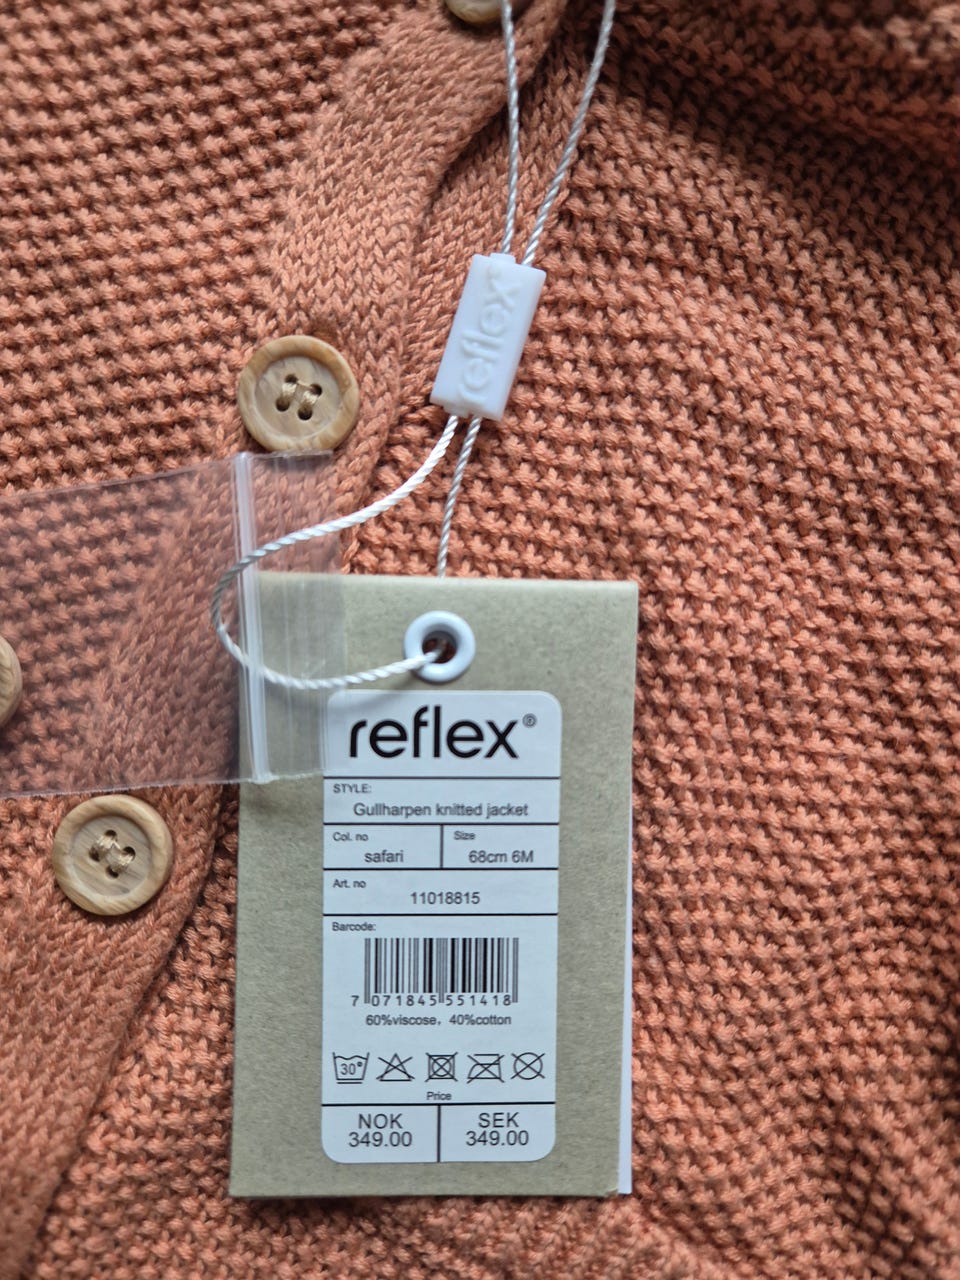 reflex
reflex®
STYLE:
Gullharpen knitted jacket
Col. no
safari
Size
68cm 6M
Art. no
11018815
Barcode:
7 071845 551418
60%viscose, 40%cotton
30°
Price
NOK
349.00
SEK
349.00